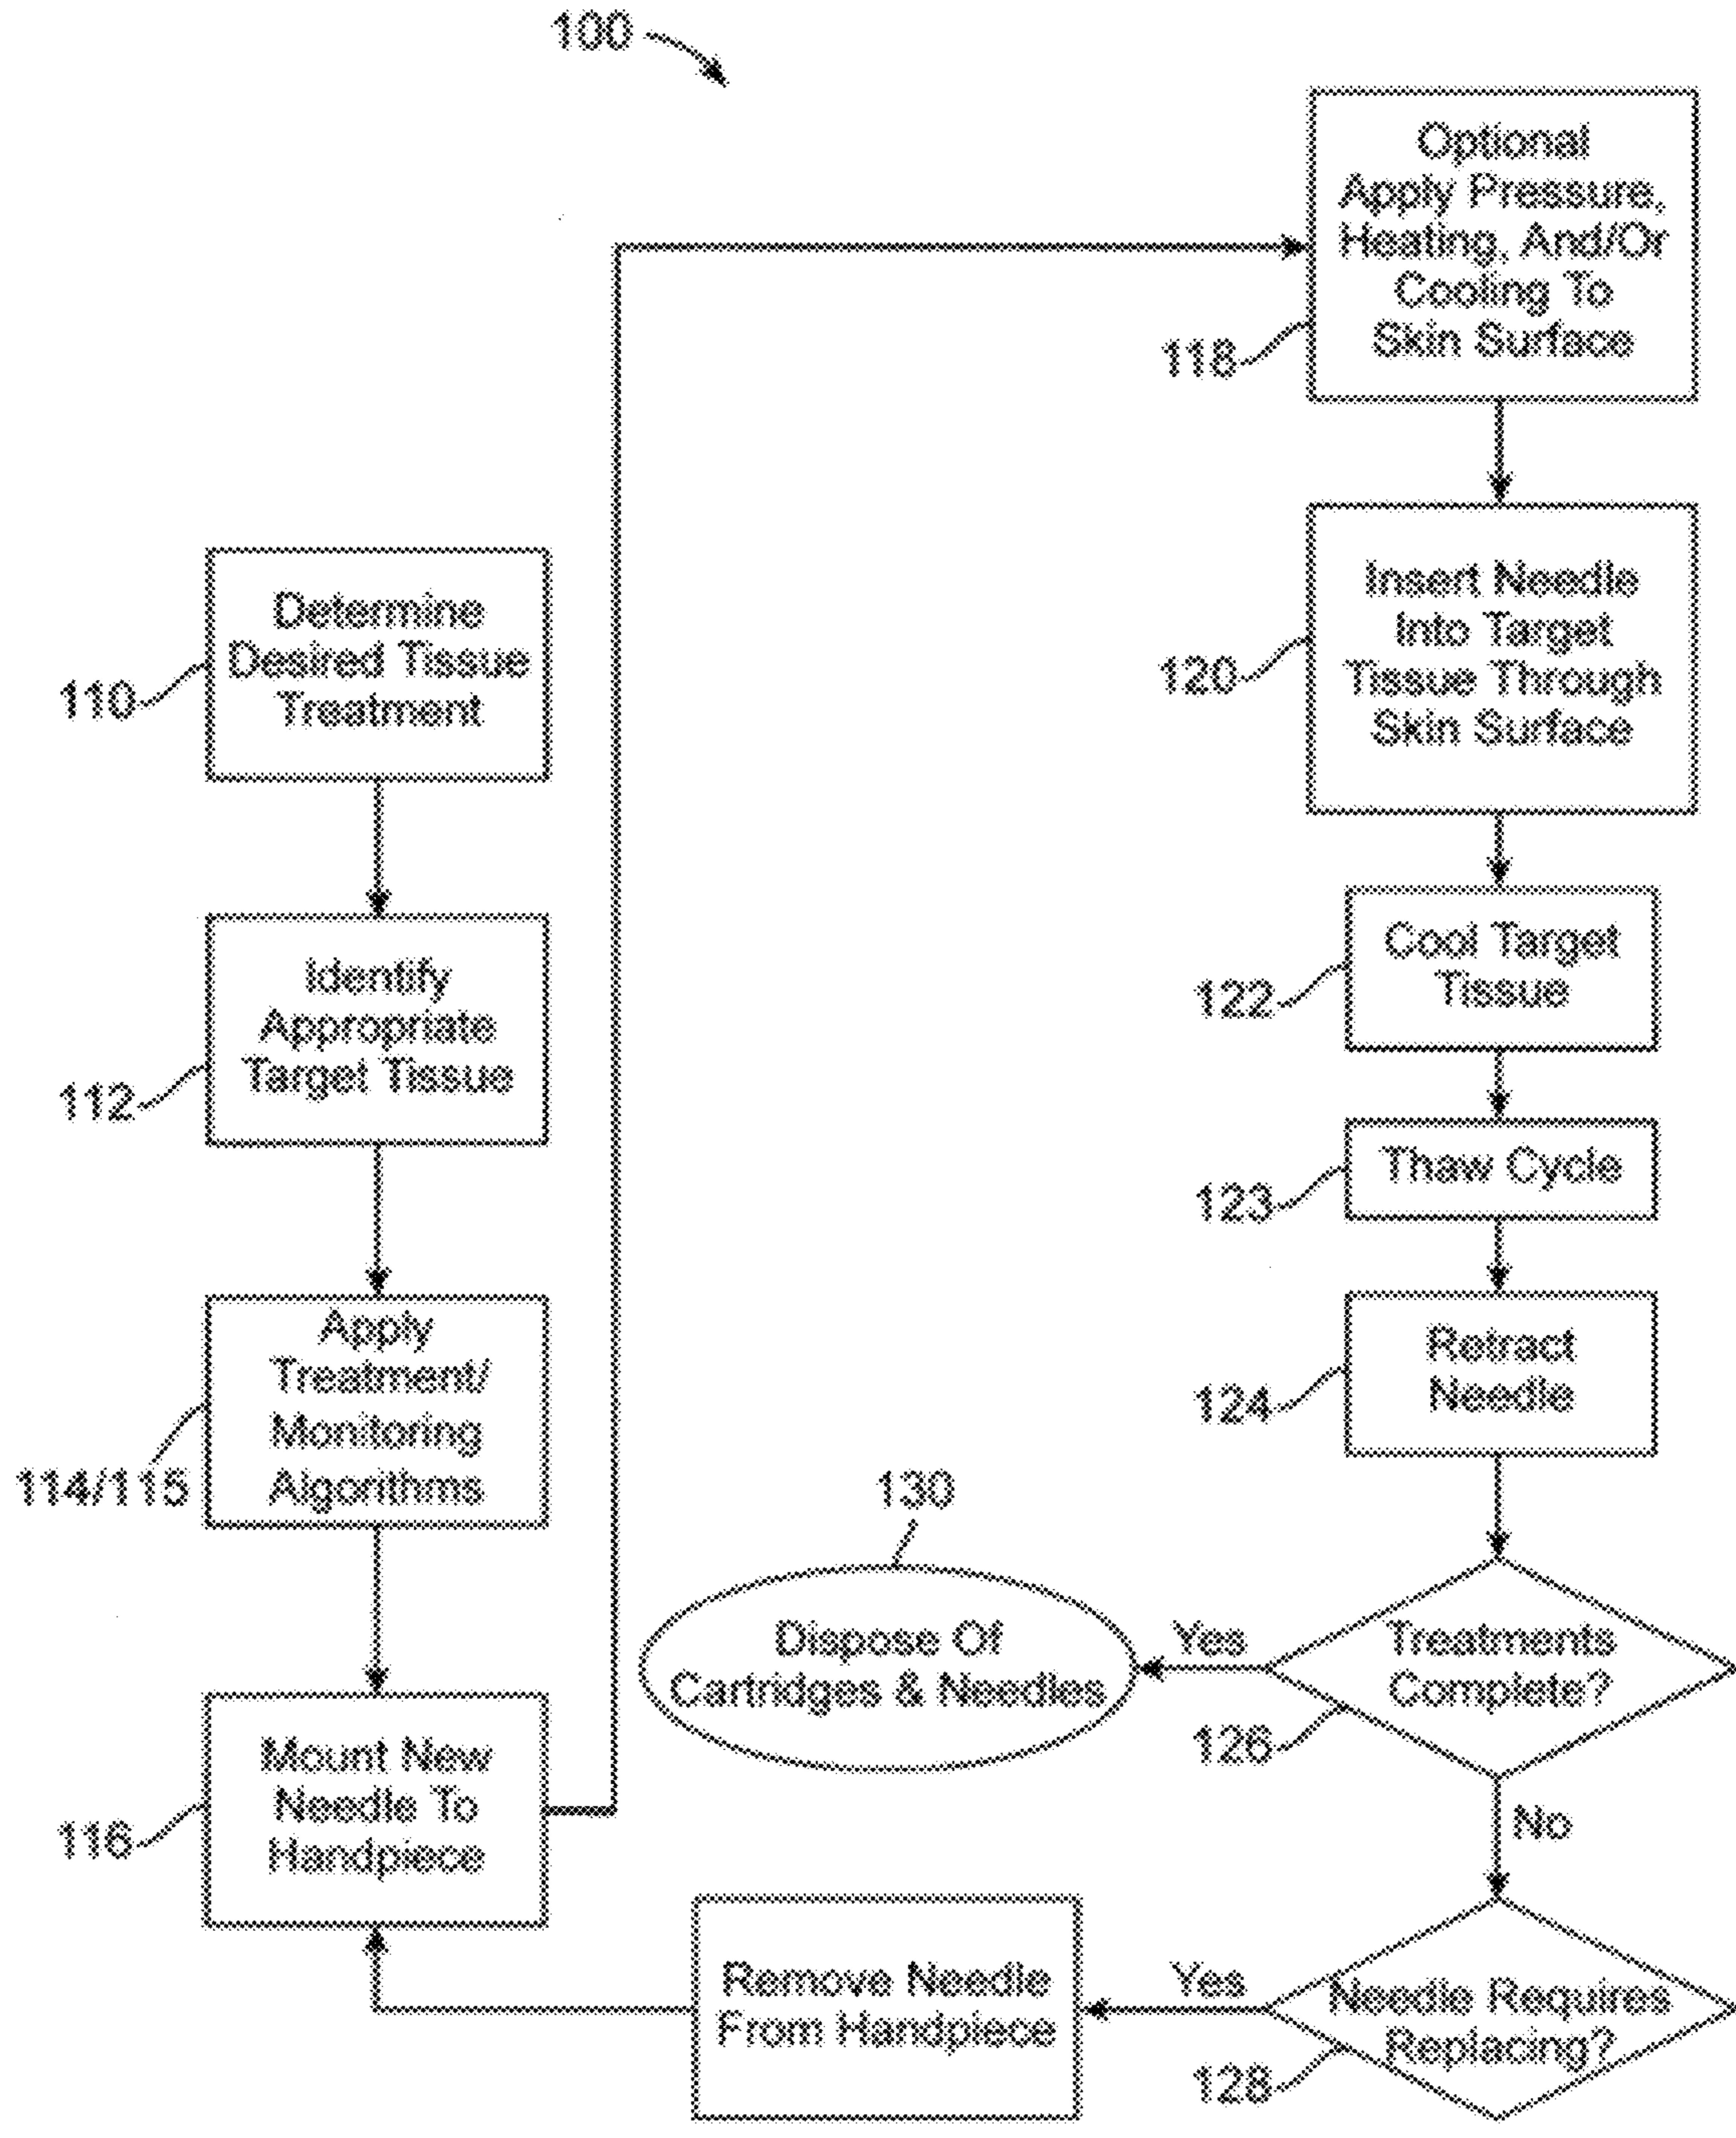 100
Determine
Desired Tissue
Treatment
110
Identify
Appropriate
Target Tissue
112
Apply
Treatment/
Monitoring
Algorithms
114/115
Mount New
Needle To
Handpiece
116
Optional
Apply Pressure,
Heating, And/Or
Cooling To
Skin Surface
118
Insert Needle
Into Target
Tissue Through
Skin Surface
120
Cool Target
Tissue
122
Thaw Cycle
123
Retract
Needle
124
Treatments
Complete?
126
Yes
130
Dispose Of
Cartridges & Needles
No
Needle Requires
Replacing?
128
Yes
Remove Needle
From Handpiece